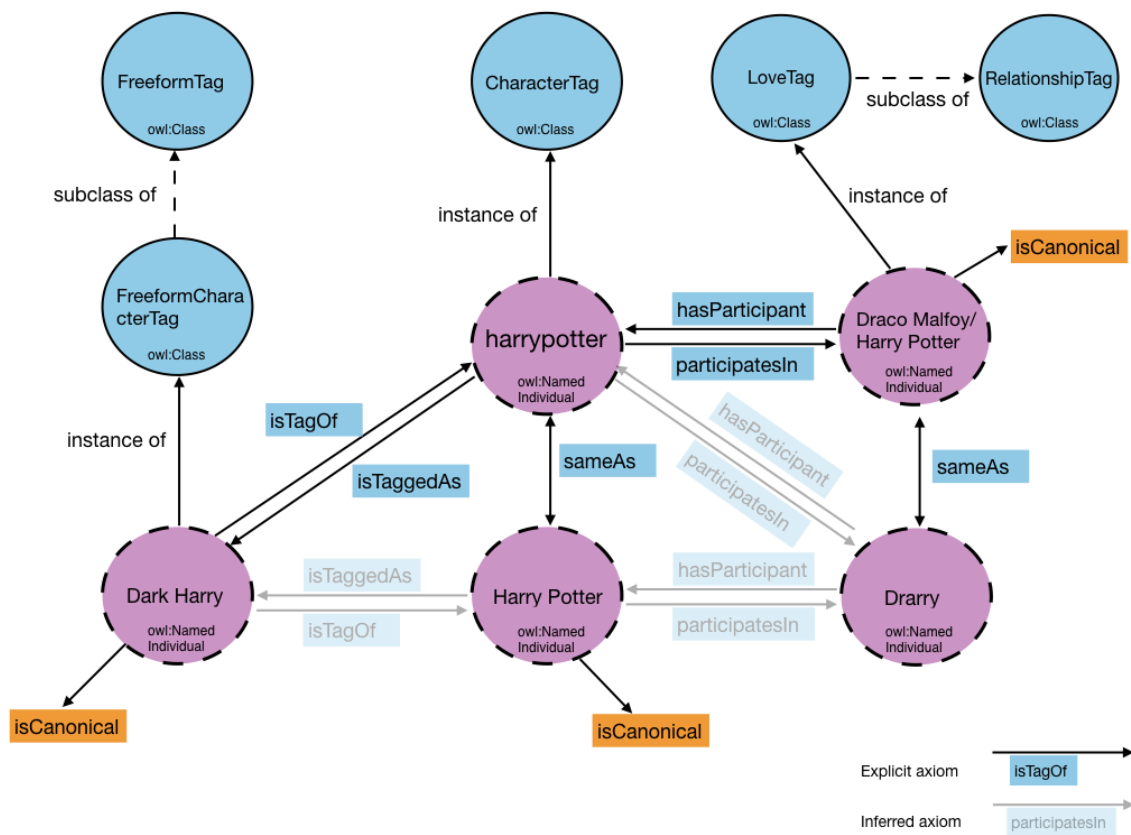 FreeformTag
owl:Class
CharacterTag
owl:Class
LoveTag
owl:Class
subclass of
RelationshipTag
owl:Class
subclass of
instance of
instance of
isCanonical
FreeformChara
cterTag
owl:Class
harrypotter
owl:Named
Individual
hasParticipant
participatesIn
Draco Malfoy/
Harry Potter
owl:Named
Individual
instance of
isTagOf
isTaggedAs
sameAs
hasParticipant
participatesIn
sameAs
Dark Harry
owl:Named
Individual
isTaggedAs
isTagOf
Harry Potter
owl:Named
Individual
hasParticipant
participatesIn
Drarry
owl:Named
Individual
isCanonical
isCanonical
Explicit axiom
isTagOf
Inferred axiom
participatesIn